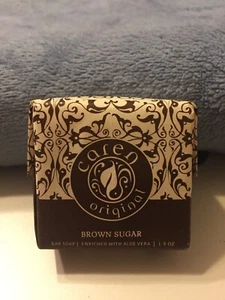 caren
original
BROWN SUGAR
BAR SOAP | ENRICHED WITH ALOE VERA | 1.5 OZ